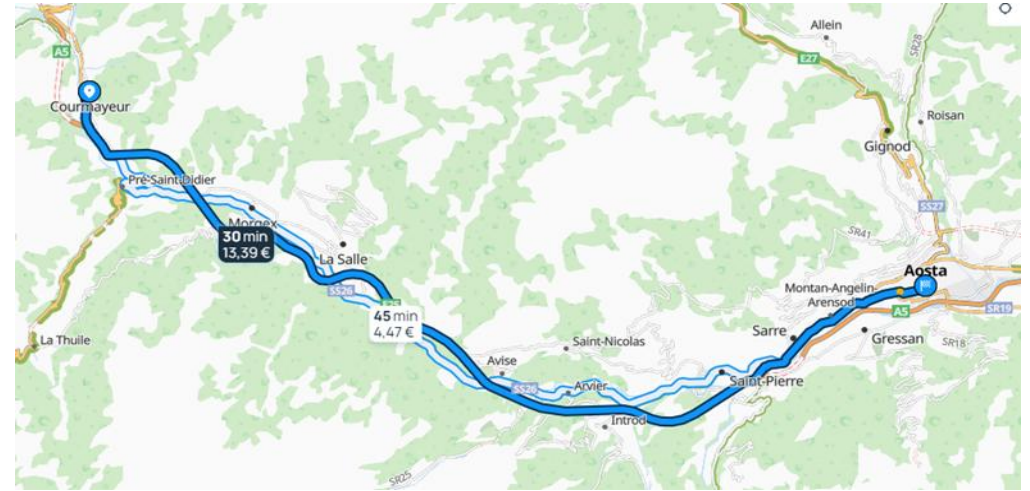 Allein
A5
E27
SR28
Courmayeur
Roisan
Gignod
Pré-Saint-Didier
SS27
Morgex
30 min
13,39 €
La Salle
SR41
Aosta
SS26
Montan-Angelin-
Arensod
E25
45 min
4,47 €
A5
SR19
La Thuile
Sarre
Gressan
SR18
Saint-Nicolas
Avise
SS26
Arvier
Saint-Pierre
Introd
SR25